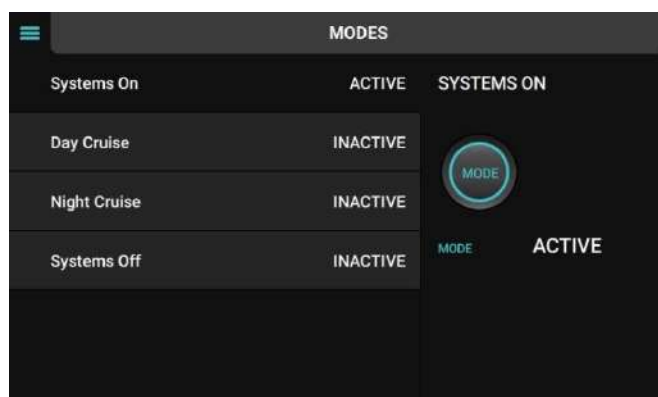 MODES
Systems On ACTIVE
Day Cruise INACTIVE
Night Cruise INACTIVE
Systems Off INACTIVE
SYSTEMS ON
MODE
MODE ACTIVE